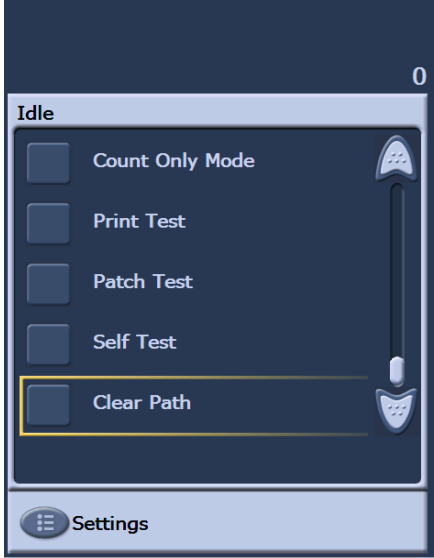 0
Idle
Count Only Mode
Print Test
Patch Test
Self Test
Clear Path
Settings